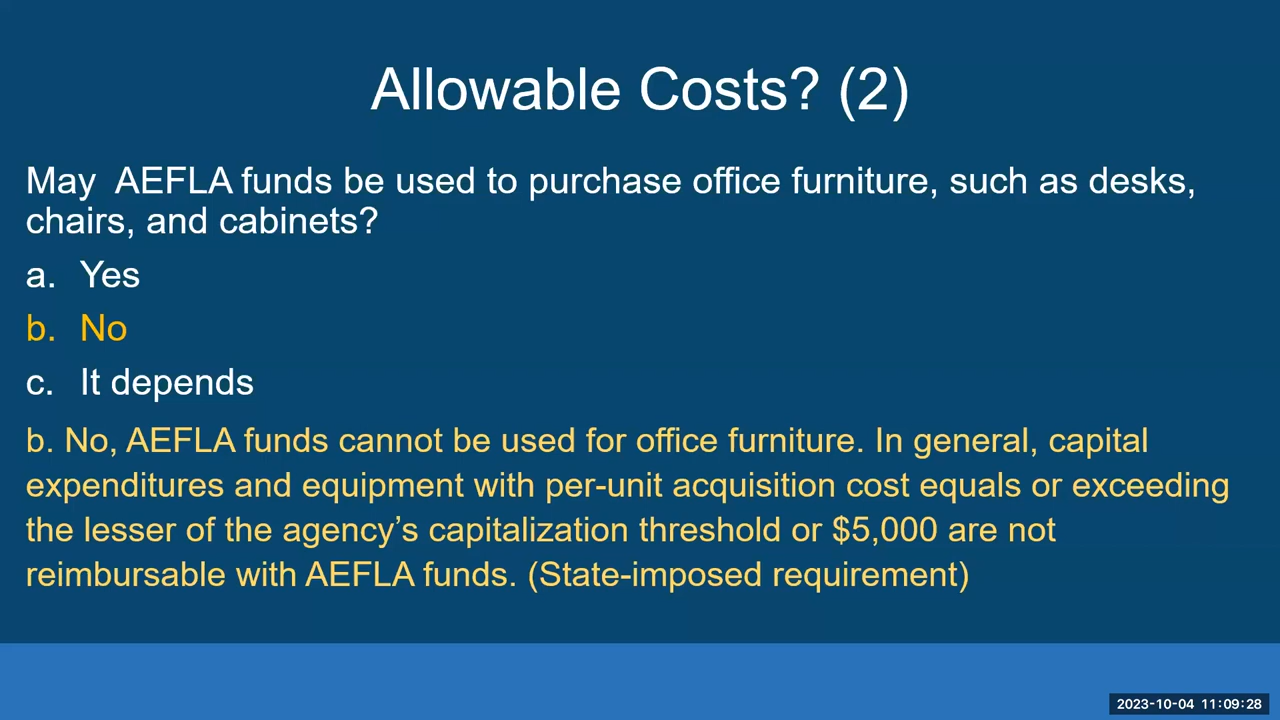 Allowable Costs? (2)
May  AEFLA funds be used to purchase office furniture, such as desks,
chairs, and cabinets?
a. Yes
b. No
c. It depends
b. No, AEFLA funds cannot be used for office furniture. In general, capital
expenditures and equipment with per-unit acquisition cost equals or exceeding
the lesser of the agency’s capitalization threshold or $5,000 are not
reimbursable with AEFLA funds. (State-imposed requirement)
2023-10-04 11:09:28